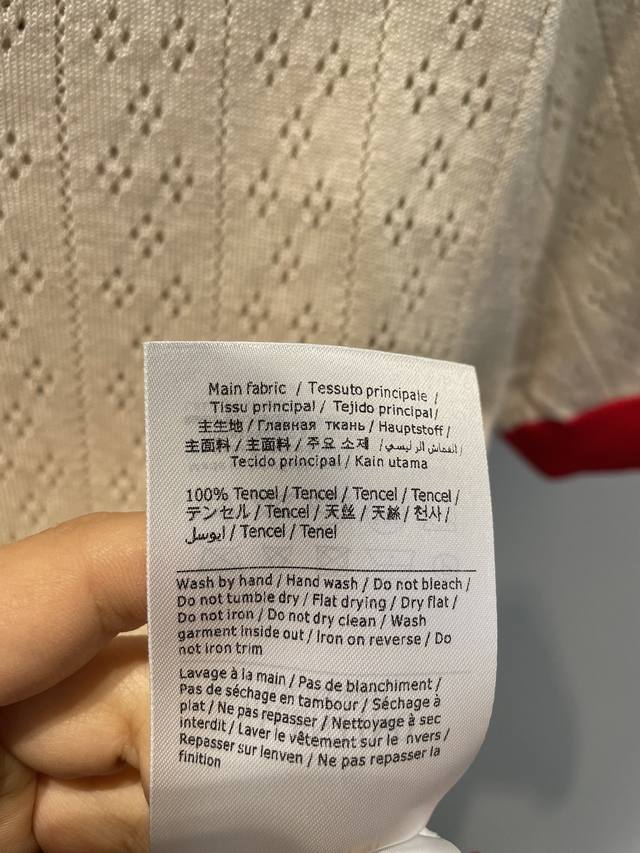 Main fabric / Tessuto principale /
Tissu principal / Tejido principal/
主生地 / Главная ткань / Hauptstoff /
主面料 / 主面料 / 주요 소재 / القماش الرئيسي /
Tecido principal / Kain utama
100% Tencel / Tencel / Tencel / Tencel /
テンセル / Tencel / 天丝 / 天絲 / 천사 /
ايوسل / Tencel / Tenel
Wash by hand / Hand wash / Do not bleach /
Do not tumble dry / Flat drying / Dry flat /
Do not iron / Do not dry clean / Wash
garment inside out / Iron on reverse / Do
not iron trim
Lavage à la main / Pas de blanchiment /
Pas de séchage en tambour / Séchage à
plat / Ne pas repasser / Nettoyage à sec
interdit / Laver le vêtement sur le nvers /
Repasser sur lenven / Ne pas repasser la
finition